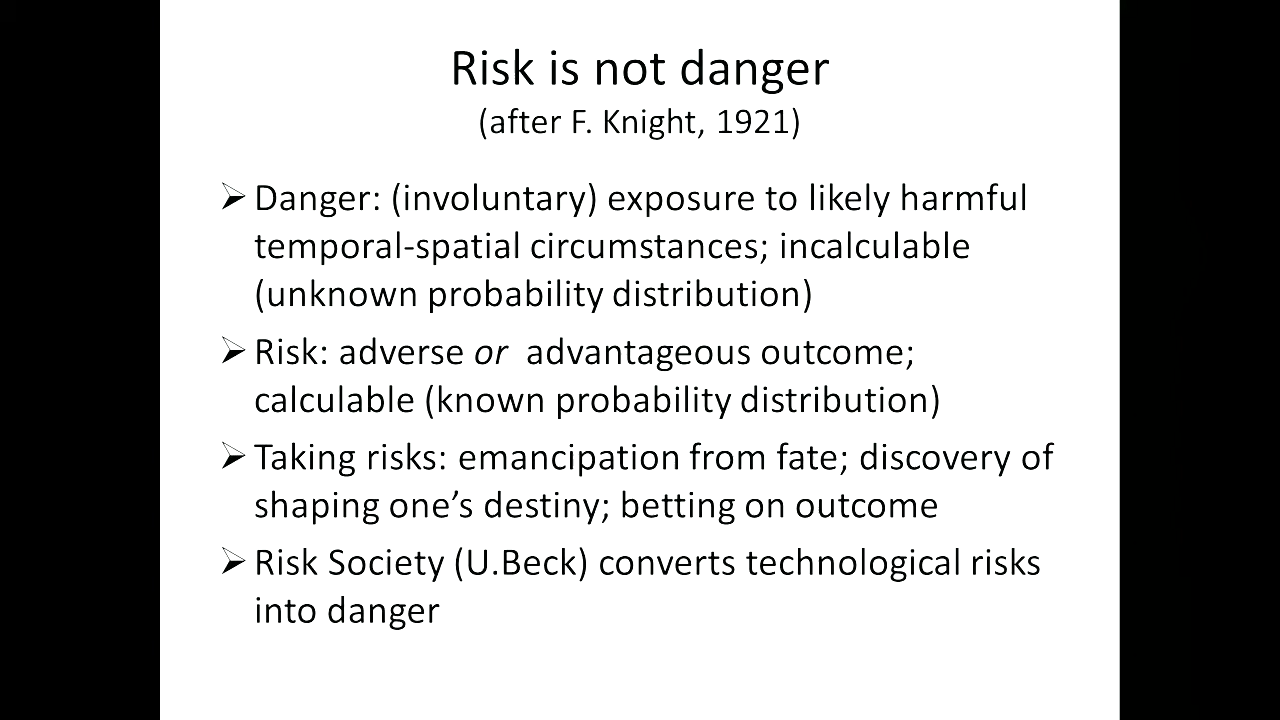 Risk is not danger
(after F. Knight, 1921)
➢ Danger: (involuntary) exposure to likely harmful
temporal-spatial circumstances; incalculable
(unknown probability distribution)
➢ Risk: adverse or advantageous outcome;
calculable (known probability distribution)
➢ Taking risks: emancipation from fate; discovery of
shaping one’s destiny; betting on outcome
➢ Risk Society (U.Beck) converts technological risks
into danger